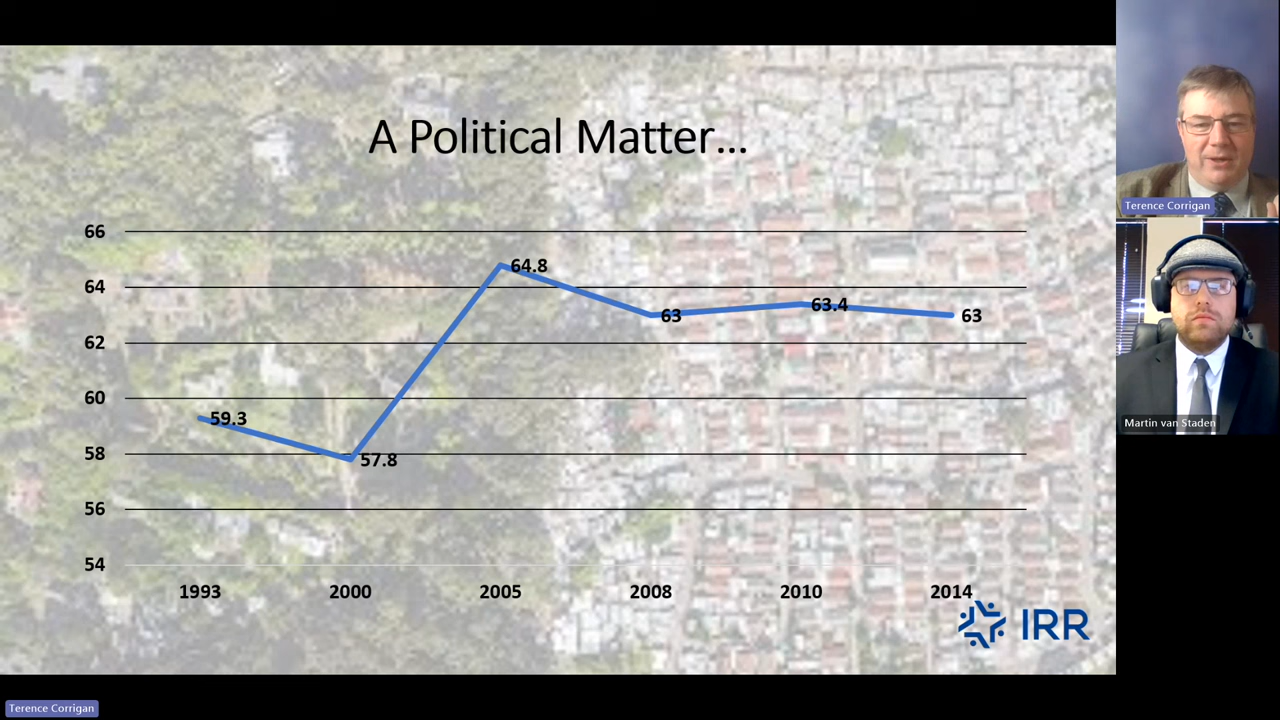 A Political Matter...
66
64
62
60
58
56
54
59.3
57.8
64.8
63
63.4
63
1993 2000 2005 2008 2010 2014
IRR
Terence Corrigan
Martin van Staden
Terence Corrigan